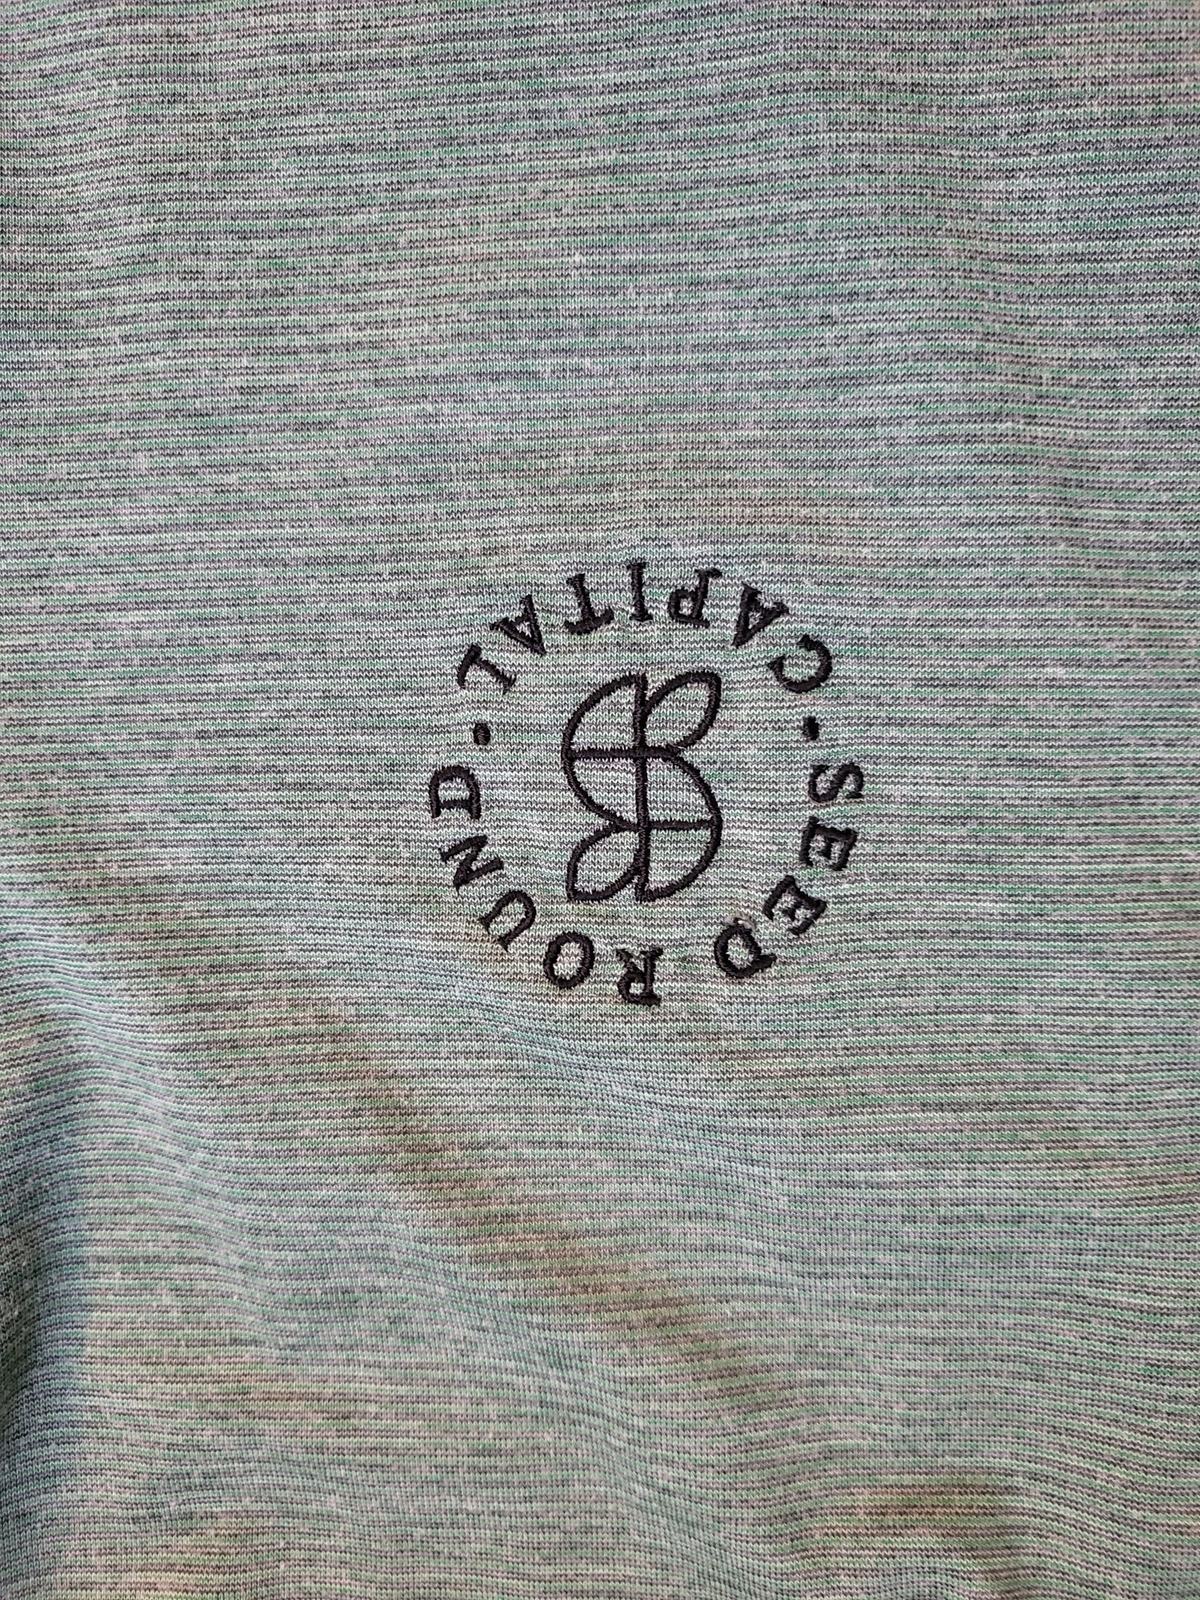 SEED ROUND · CAPITAL ·